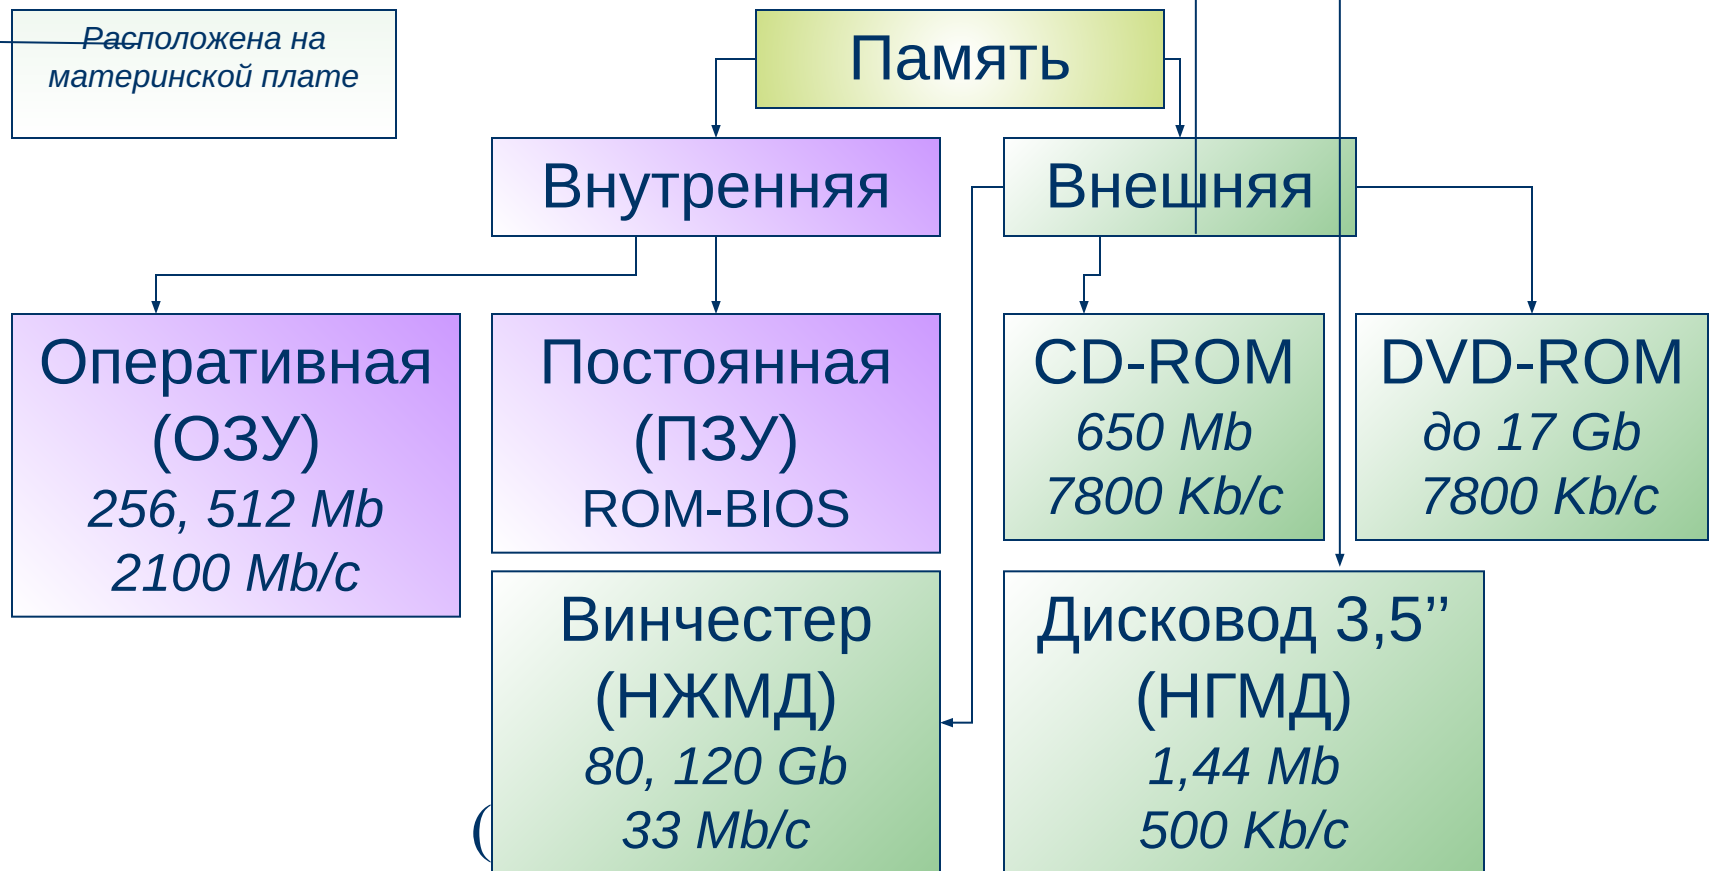 Расположена на
материнской плате
Память
Внутренняя
Внешняя
Оперативная
(ОЗУ)
256, 512 Mb
2100 Mb/c
Постоянная
(ПЗУ)
ROM-BIOS
CD-ROM
650 Mb
7800 Kb/c
DVD-ROM
до 17 Gb
7800 Kb/c
Винчестер
(НЖМД)
80, 120 Gb
33 Mb/c
Дисковод 3,5’’
(НГМД)
1,44 Mb
500 Kb/c
(